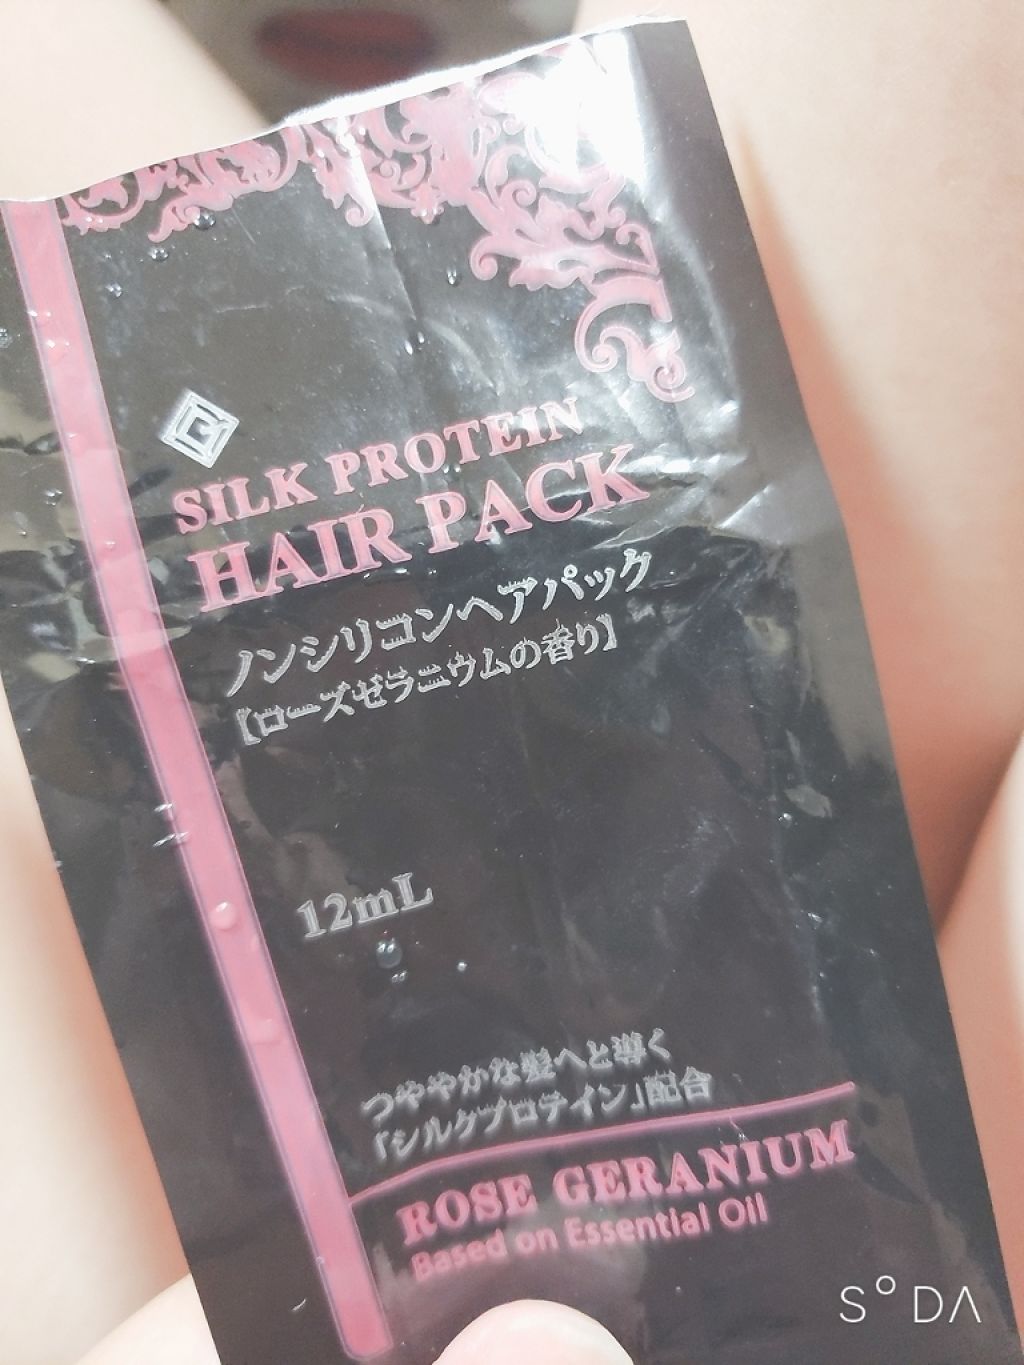 SILK PROTEIN
HAIR PACK
ノンシリコンヘアパック
【ローズゼラニウムの香り】
12mL
つややかな髪へと導く
「シルクプロテイン」配合
ROSE GERANIUM
Based on Essential Oil
S°DA